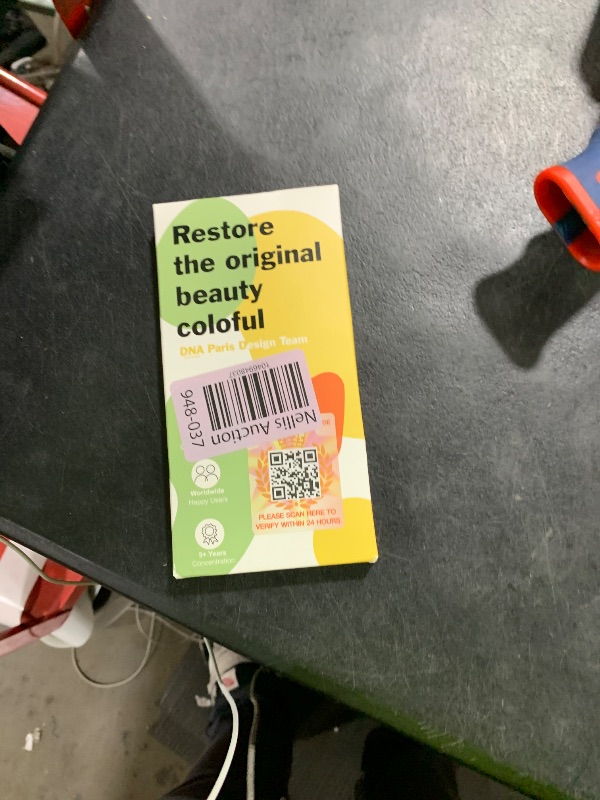 Restore
the original
beauty
coloful
DNA Paris Design Team
Nellis Auction
948-037
Worldwide
Happy Users
PLEASE SCAN HERE TO
VERIFY WITHIN 24 HOURS
5+ Years
Concentration